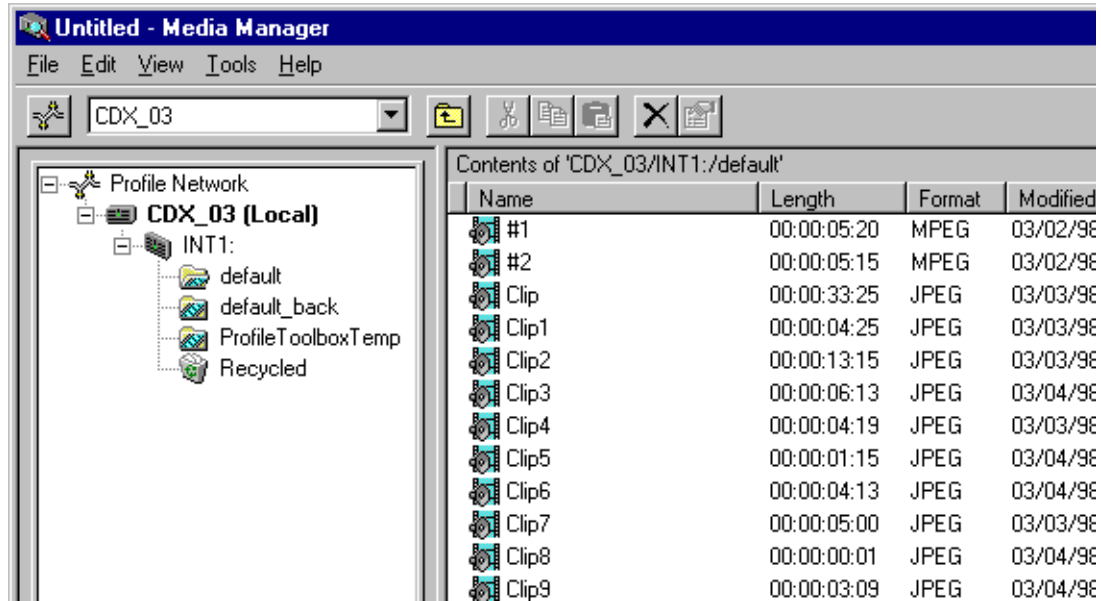 Untitled - Media Manager
File Edit View Tools Help
CDX_03
Profile Network
CDX_03 (Local)
INT1:
default
default_back
ProfileToolboxTemp
Recycled
Contents of 'CDX_03/INT1:/default'
Name Length Format Modified
#1 00:00:05:20 MPEG 03/02/98
#2 00:00:05:15 MPEG 03/02/98
Clip 00:00:33:25 JPEG 03/03/98
Clip1 00:00:04:25 JPEG 03/03/98
Clip2 00:00:13:15 JPEG 03/03/98
Clip3 00:00:06:13 JPEG 03/04/98
Clip4 00:00:04:19 JPEG 03/03/98
Clip5 00:00:01:15 JPEG 03/04/98
Clip6 00:00:04:13 JPEG 03/04/98
Clip7 00:00:05:00 JPEG 03/03/98
Clip8 00:00:00:01 JPEG 03/04/98
Clip9 00:00:03:09 JPEG 03/04/98